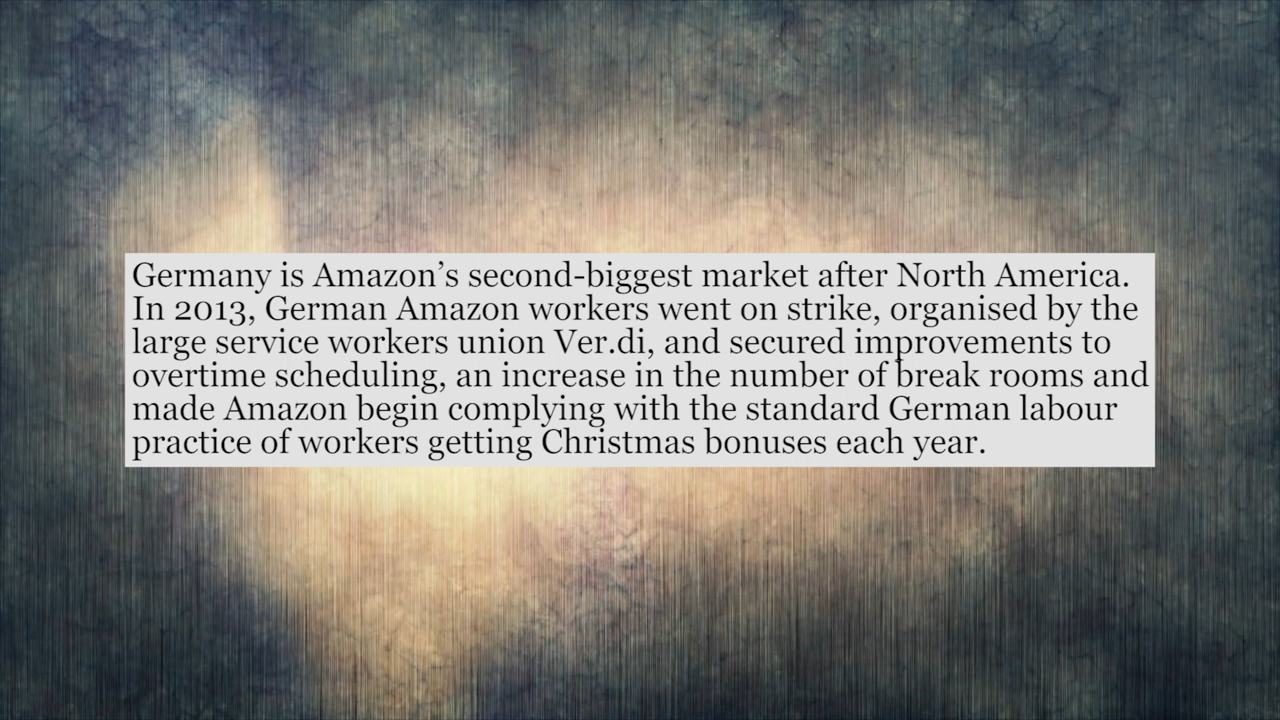 Germany is Amazon’s second-biggest market after North America.
In 2013, German Amazon workers went on strike, organised by the
large service workers union Ver.di, and secured improvements to
overtime scheduling, an increase in the number of break rooms and
made Amazon begin complying with the standard German labour
practice of workers getting Christmas bonuses each year.